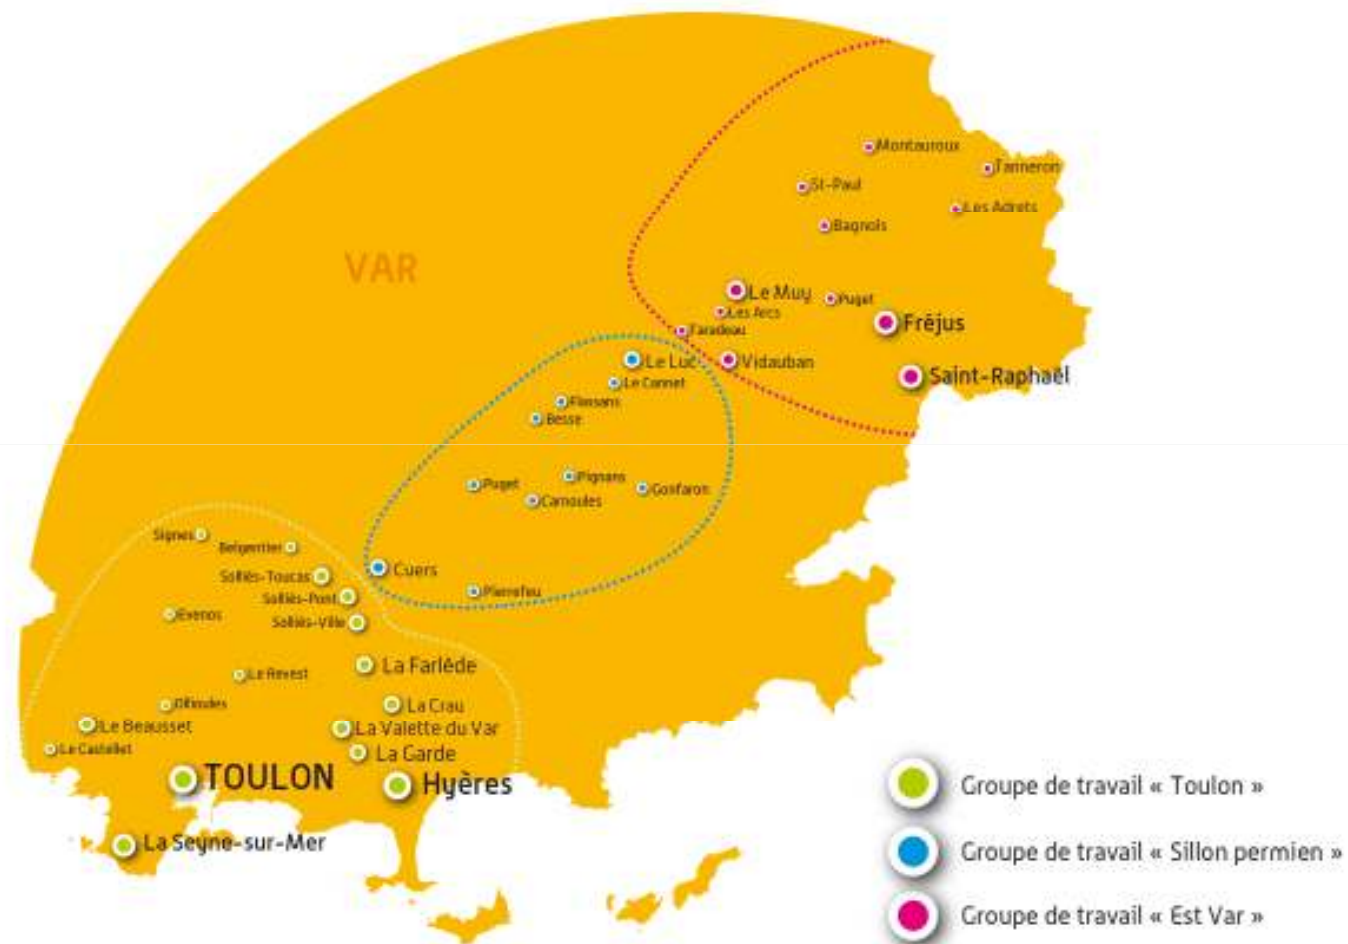 Montauroux
Tanneron
St-Paul
Les Adrets
Bagnols
VAR
Le Muy
Puget
Les Arcs
Fréjus
Taradeau
Le Luc
Vidauban
Saint-Raphaël
Le Cannet
Flassans
Besse
Pignans
Puget
Gonfaron
Carnoules
Signes
Belgentier
Cuers
Solliès-Toucas
Pierrefeu
Solliès-Pont
Evenos
Solliès-Ville
La Farlède
Le Revest
Ollioules
La Crau
Le Beausset
La Valette du Var
Le Castellet
La Garde
TOULON
Hyères
La Seyne-sur-Mer
Groupe de travail « Toulon »
Groupe de travail « Sillon permien »
Groupe de travail « Est Var »